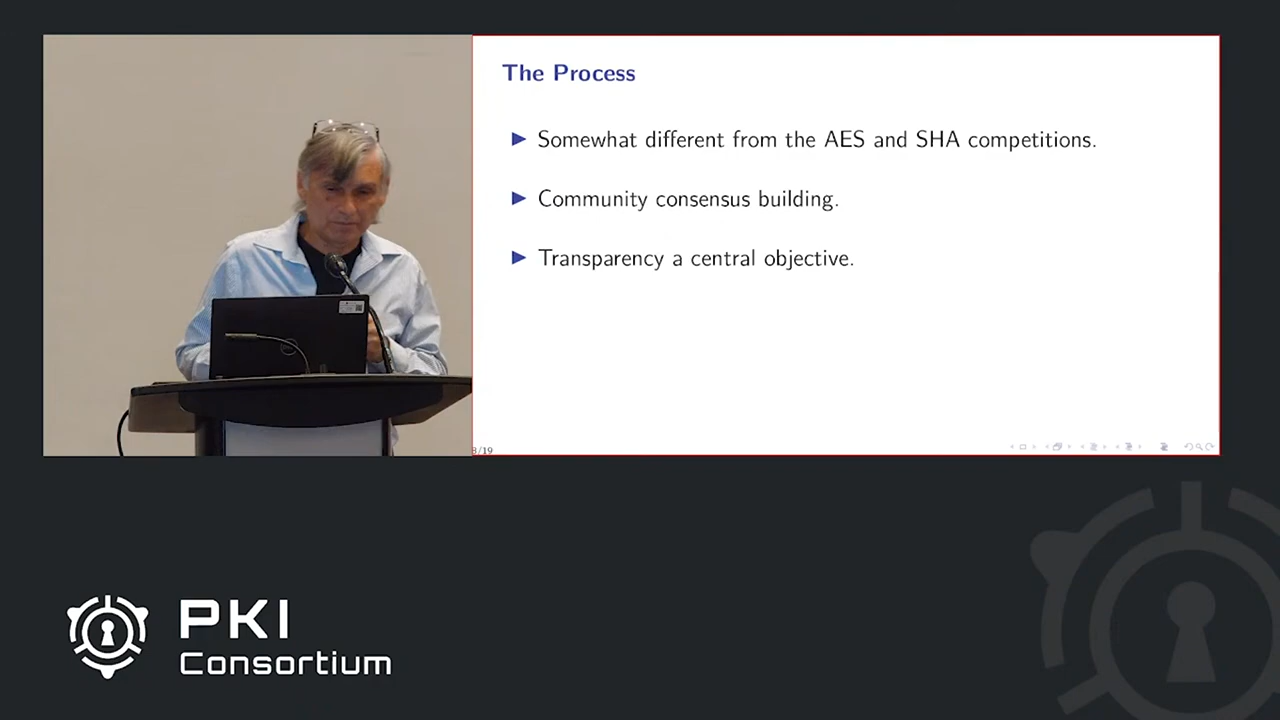 The Process
Somewhat different from the AES and SHA competitions.
Community consensus building.
Transparency a central objective.
3/19
PKI
Consortium